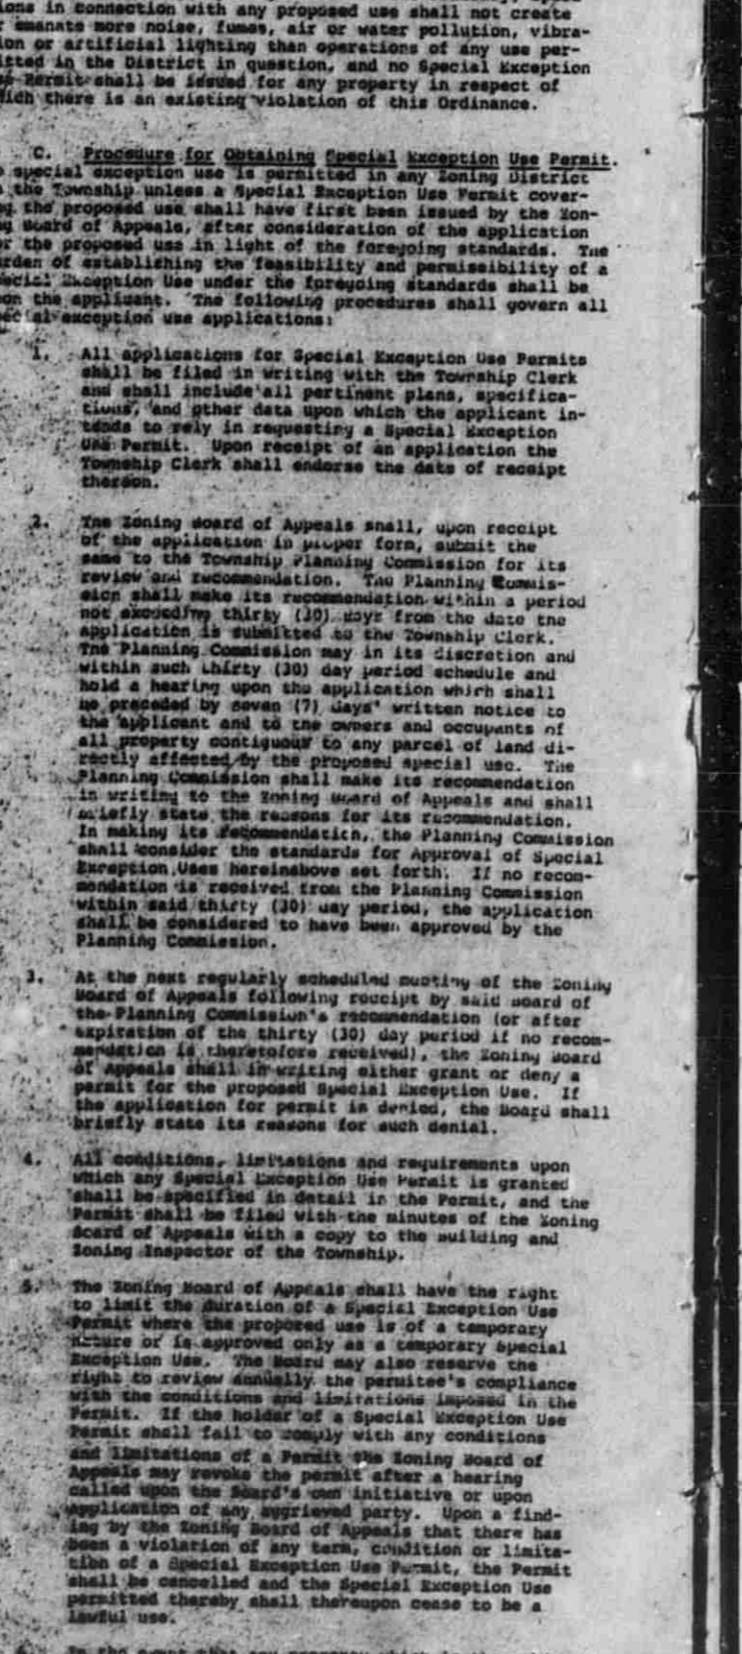 ions in connection with any proposed use shall not create
emanate more noise, fumes, air or water pollution, vibra-
ion or artificial lighting than operations of any use per-
itted in the District in question, and no Special Exception
Permit shall be issued for any property in respect of
hich there is an existing violation of this Ordinance.
C. Procedure for Obtaining Special Exception Use Permit.
special exception use is permitted in any Zoning District
the Township unless a Special Exception Use Permit cover-
g the proposed use shall have first been issued by the Zon-
g Board of Appeals, after consideration of the application
r the proposed use in light of the foregoing standards. The
rden of establishing the feasibility and permissibility of a
ecial Exception Use under the foregoing standards shall be
on the applicant. The following procedures shall govern all
ecial exception use applications:
1. All applications for Special Exception Use Permits
shall be filed in writing with the Township Clerk
and shall include all pertinent plans, specifica-
tions, and other data upon which the applicant in-
tends to rely in requesting a Special Exception
Use Permit. Upon receipt of an application the
Township Clerk shall endorse the date of receipt
thereon.
2. The Zoning Board of Appeals shall, upon receipt
of the application in proper form, submit the
same to the Township Planning Commission for its
review and recommendation. The Planning Commis-
sion shall make its recommendation within a period
not exceeding thirty (30) days from the date the
application is submitted to the Township Clerk.
The Planning Commission may in its discretion and
within such thirty (30) day period schedule and
hold a hearing upon the application which shall
be preceded by seven (7) days' written notice to
the applicant and to the owners and occupants of
all property contiguous to any parcel of land di-
rectly affected by the proposed special use. The
Planning Commission shall make its recommendation
in writing to the Zoning Board of Appeals and shall
briefly state the reasons for its recommendation.
In making its recommendation, the Planning Commission
shall consider the standards for Approval of Special
Exception Uses hereinabove set forth. If no recom-
mendation is received from the Planning Commission
within said thirty (30) day period, the application
shall be considered to have been approved by the
Planning Commission.
3. At the next regularly scheduled meeting of the Zoning
Board of Appeals following receipt by said Board of
the Planning Commission's recommendation (or after
expiration of the thirty (30) day period if no recom-
mendation is theretofore received), the Zoning Board
of Appeals shall in writing either grant or deny a
permit for the proposed Special Exception Use. If
the application for permit is denied, the Board shall
briefly state its reasons for such denial.
4. All conditions, limitations and requirements upon
which any Special Exception Use Permit is granted
shall be specified in detail in the Permit, and the
Permit shall be filed with the minutes of the Zoning
Board of Appeals with a copy to the Building and
Zoning Inspector of the Township.
5. The Zoning Board of Appeals shall have the right
to limit the duration of a Special Exception Use
Permit where the proposed use is of a temporary
nature or is approved only as a temporary Special
Exception Use. The Board may also reserve the
right to review annually the permitee's compliance
with the conditions and limitations imposed in the
Permit. If the holder of a Special Exception Use
Permit shall fail to comply with any conditions
and limitations of a Permit the Zoning Board of
Appeals may revoke the permit after a hearing
called upon the Board's own initiative or upon
application of any aggrieved party. Upon a find-
ing by the Zoning Board of Appeals that there has
been a violation of any term, condition or limita-
tion of a Special Exception Use Permit, the Permit
shall be cancelled and the Special Exception Use
permitted thereby shall thereupon cease to be a
lawful use.